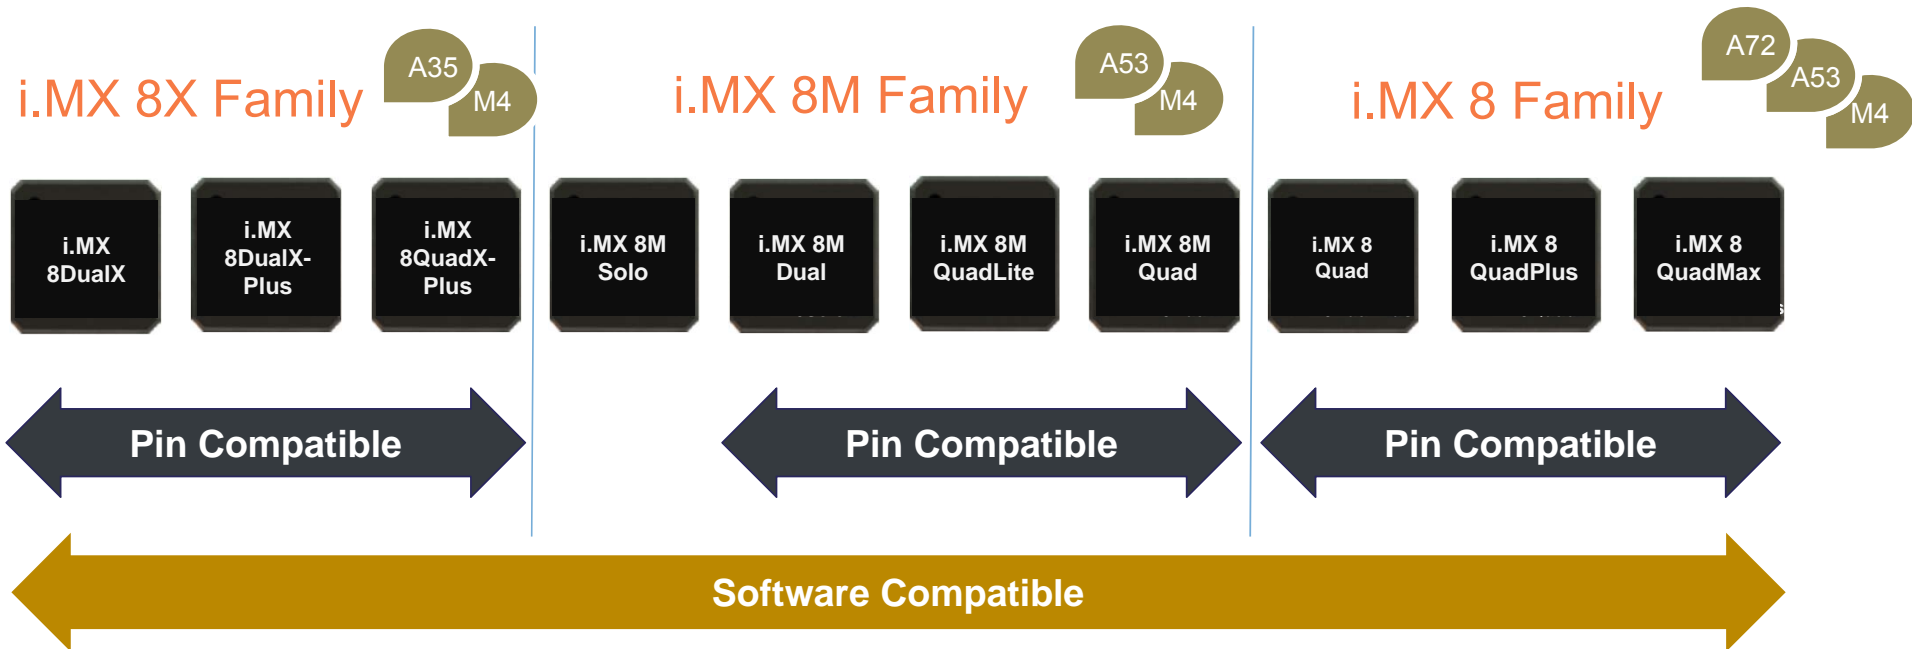 i.MX 8X Family
A35
M4
i.MX 8M Family
A53
M4
i.MX 8 Family
A72
A53
M4
i.MX
8DualX
i.MX
8DualX-
Plus
i.MX
8QuadX-
Plus
i.MX 8M
Solo
i.MX 8M
Dual
i.MX 8M
QuadLite
i.MX 8M
Quad
i.MX 8
Quad
i.MX 8
QuadPlus
i.MX 8
QuadMax
Pin Compatible
Pin Compatible
Pin Compatible
Software Compatible